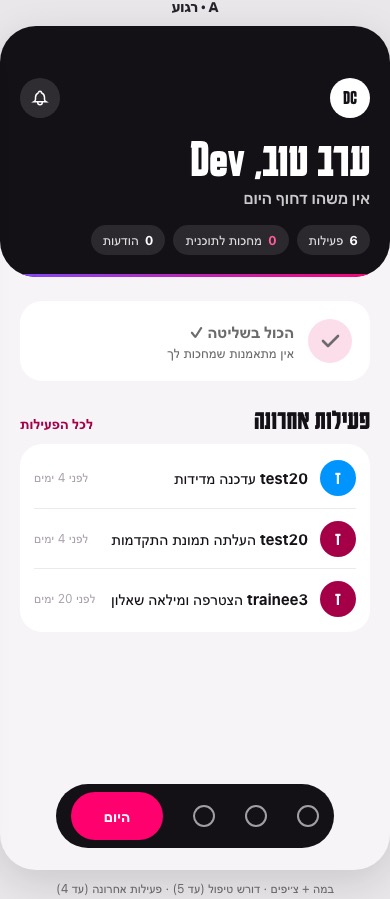 A • רגוע
DC
ערב טוב, Dev
אין משהו דחוף היום
6 פעילות
0 מחכות לתוכנית
0 הודעות
הכול בשליטה ✓
אין מתאמנות שמחכות לך
פעילות אחרונה
לכל הפעילות
T
test20 עדכנה מדידות
לפני 4 ימים
T
test20 העלתה תמונת התקדמות
לפני 4 ימים
T
trainee3 הצטרפה ומילאה שאלון
לפני 20 ימים
היום
במה + צ׳יפים · דורש טיפול (עד 5) · פעילות אחרונה (עד 4)